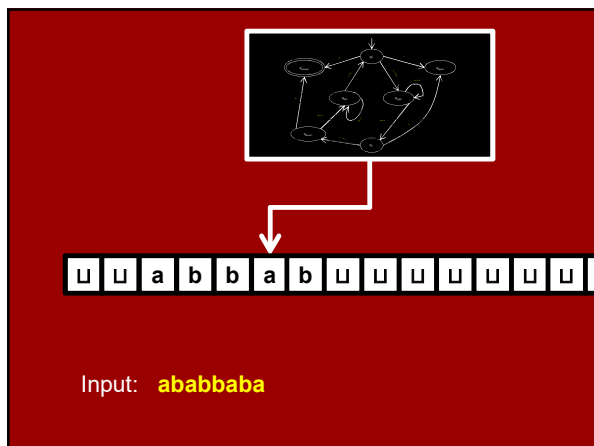 ⊔ ⊔ a b b a b ⊔ ⊔ ⊔ ⊔ ⊔ ⊔ ⊔
Input: ababbaba